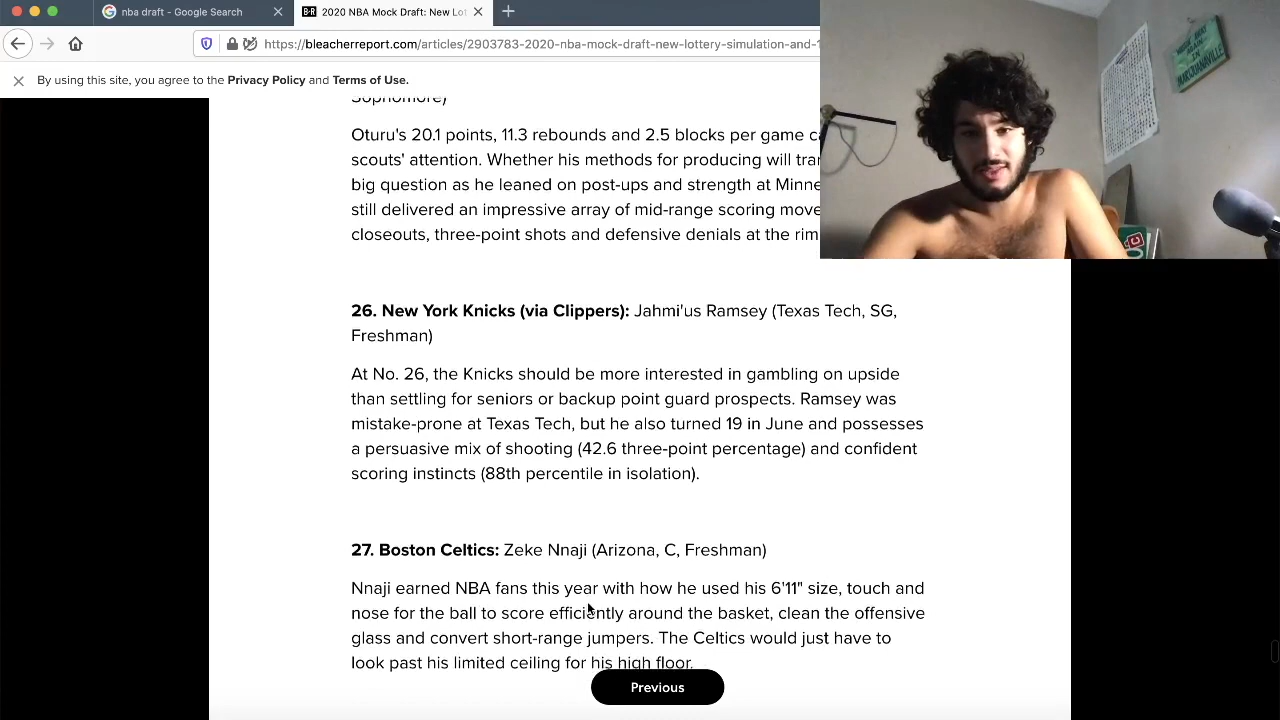 nba draft - Google Search
B·R 2020 NBA Mock Draft: New Lot
https://bleacherreport.com/articles/2903783-2020-nba-mock-draft-new-lottery-simulation-and-1
By using this site, you agree to the Privacy Policy and Terms of Use.
Sophomore)
Oturu's 20.1 points, 11.3 rebounds and 2.5 blocks per game
scouts' attention. Whether his methods for producing will
big question as he leaned on post-ups and strength at
still delivered an impressive array of mid-range scoring
closeouts, three-point shots and defensive denials at the rim
26. New York Knicks (via Clippers): Jahmi'us Ramsey (Texas Tech, SG,
Freshman)
At No. 26, the Knicks should be more interested in gambling on upside
than settling for seniors or backup point guard prospects. Ramsey was
mistake-prone at Texas Tech, but he also turned 19 in June and possesses
a persuasive mix of shooting (42.6 three-point percentage) and confident
scoring instincts (88th percentile in isolation).
27. Boston Celtics: Zeke Nnaji (Arizona, C, Freshman)
Nnaji earned NBA fans this year with how he used his 6'11" size, touch and
nose for the ball to score efficiently around the basket, clean the offensive
glass and convert short-range jumpers. The Celtics would just have to
look past his limited ceiling for his high floor.
Previous